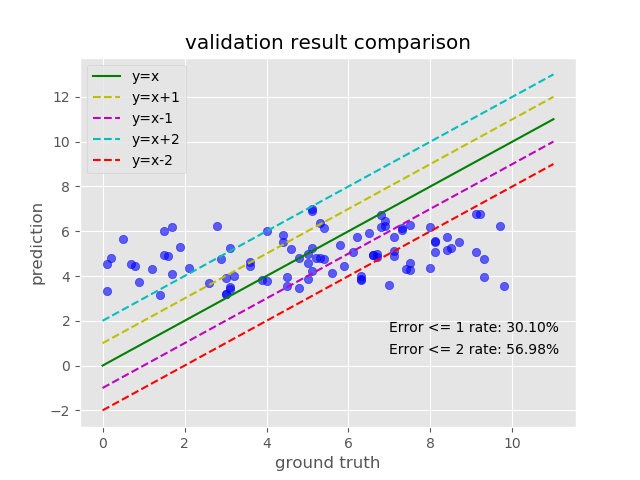 validation result comparison
y=x
y=x+1
y=x-1
y=x+2
y=x-2
12
10
8
6
4
2
0
−2
prediction
Error <= 1 rate: 30.10%
Error <= 2 rate: 56.98%
0 2 4 6 8 10
ground truth